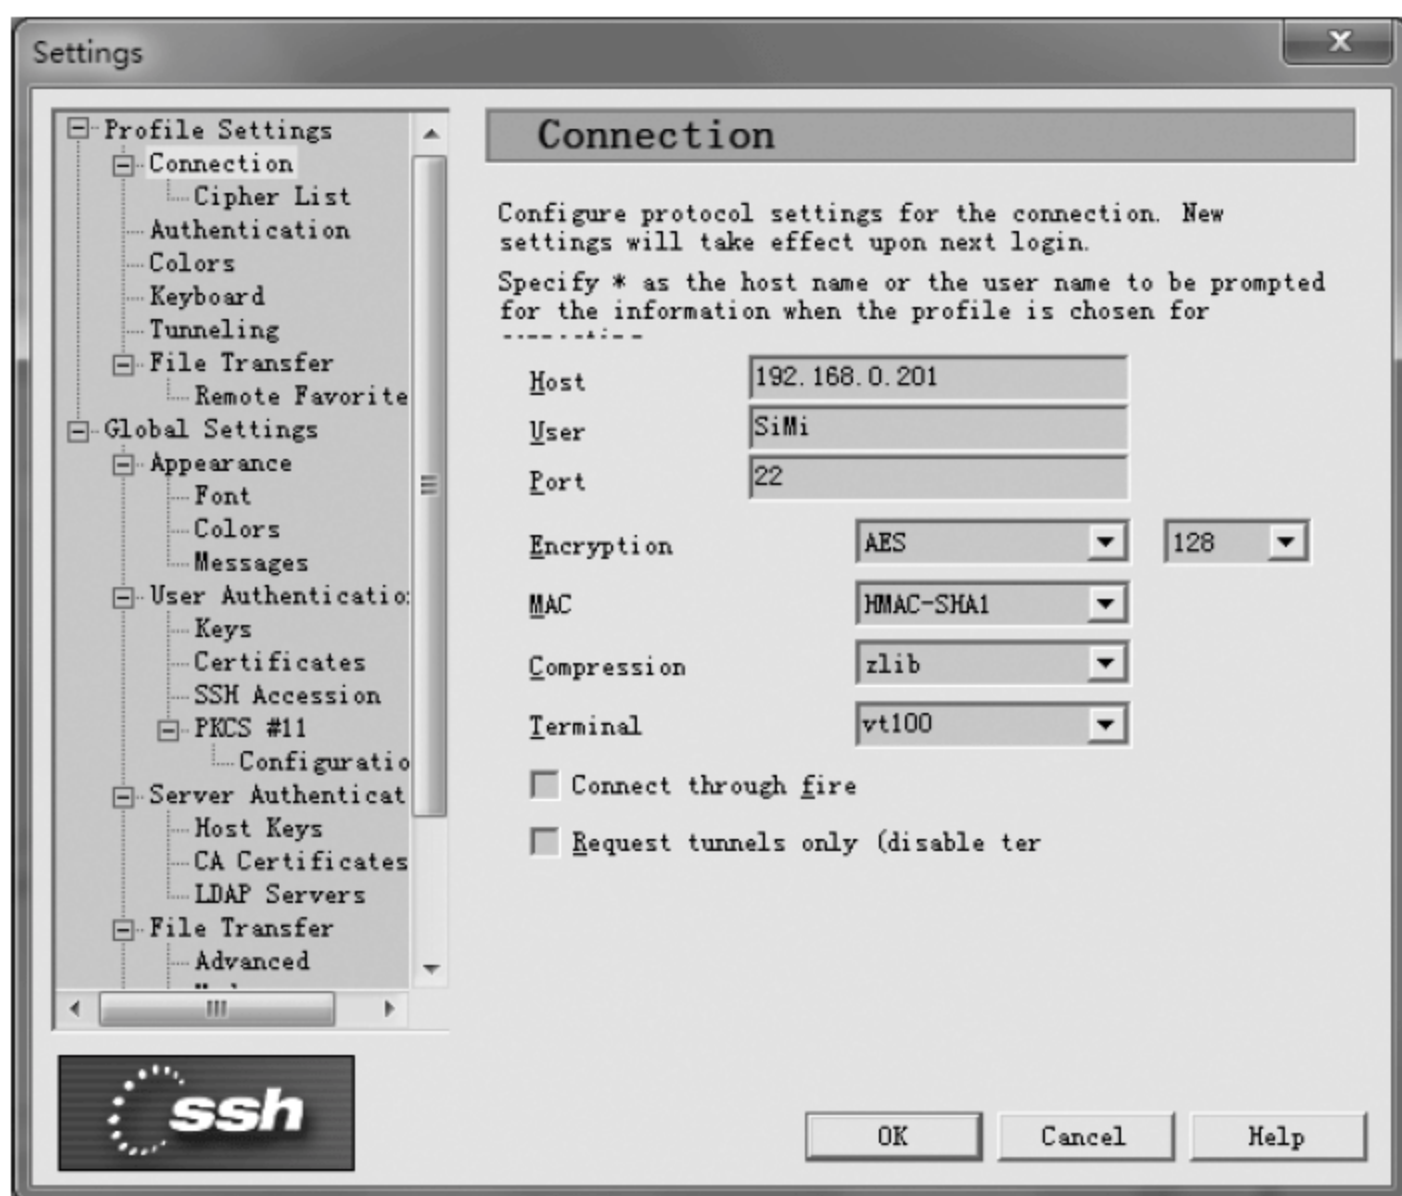 Settings
Profile Settings
Connection
Cipher List
Authentication
Colors
Keyboard
Tunneling
File Transfer
Remote Favorite
Global Settings
Appearance
Font
Colors
Messages
User Authenticatio
Keys
Certificates
SSH Accession
PKCS #11
Configuratio
Server Authenticat
Host Keys
CA Certificates
LDAP Servers
File Transfer
Advanced
ssh
Connection
Configure protocol settings for the connection. New
settings will take effect upon next login.
Specify * as the host name or the user name to be prompted
for the information when the profile is chosen for
Host 192.168.0.201
User SiMi
Port 22
Encryption AES 128
MAC HMAC-SHA1
Compression zlib
Terminal vt100
Connect through fire
Request tunnels only (disable ter
OK Cancel Help